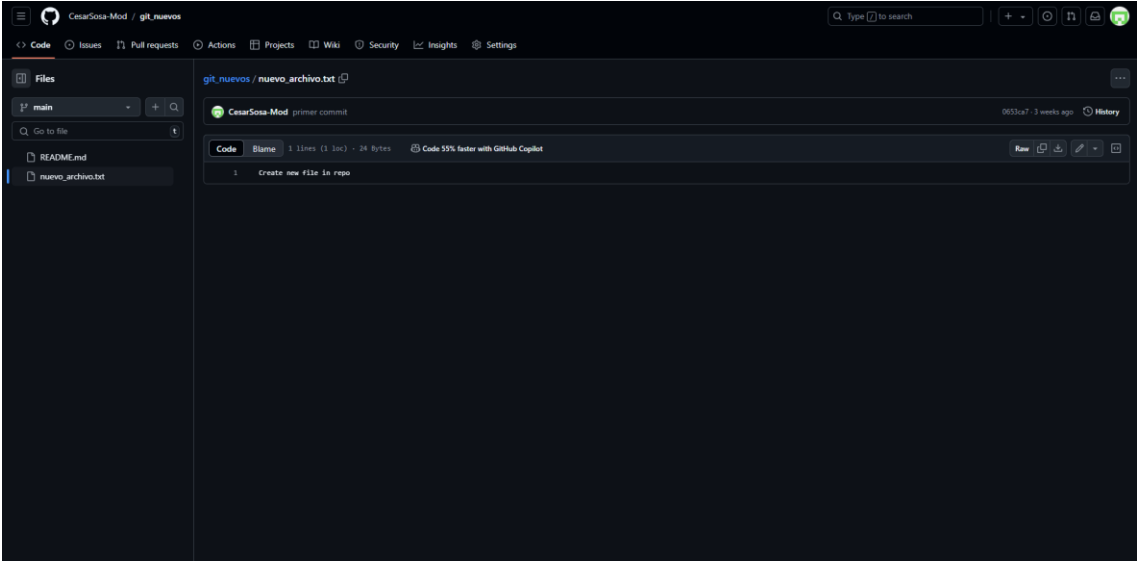 CesarSosa-Mod / git_nuevos
Type / to search
Code Issues Pull requests Actions Projects Wiki Security Insights Settings
Files
git_nuevos / nuevo_archivo.txt
main
CesarSosa-Mod primer commit
0653ca7 · 3 weeks ago History
Go to file t
Code Blame 1 lines (1 loc) · 24 Bytes Code 55% faster with GitHub Copilot
Raw
README.md
1 Create new file in repo
nuevo_archivo.txt